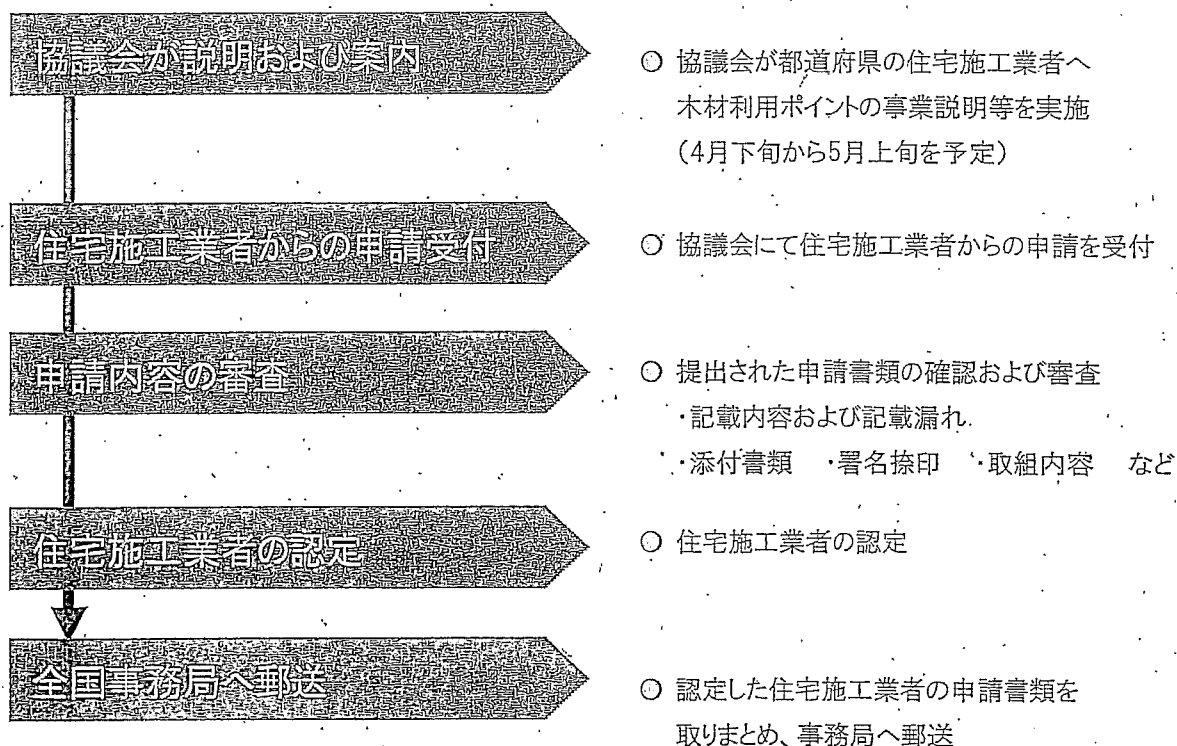 協議会が説明および案内
○ 協議会が都道府県の住宅施工業者へ
木材利用ポイントの事業説明等を実施
（4月下旬から5月上旬を予定）
住宅施工業者からの申請受付
○ 協議会にて住宅施工業者からの申請を受付
申請内容の審査
○ 提出された申請書類の確認および審査
・記載内容および記載漏れ
・添付書類　・署名捺印　・取組内容　など
住宅施工業者の認定
○ 住宅施工業者の認定
全国事務局へ郵送
○ 認定した住宅施工業者の申請書類を
取りまとめ、事務局へ郵送